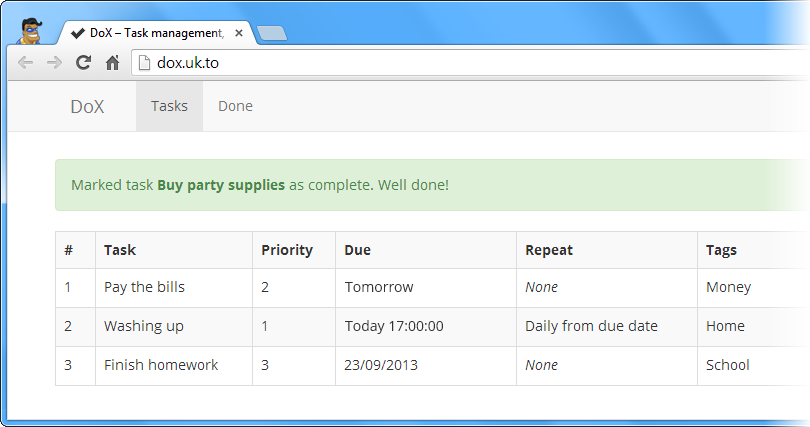 DoX – Task management,
dox.uk.to
DoX Tasks Done
Marked task Buy party supplies as complete. Well done!
# Task Priority Due Repeat Tags
1 Pay the bills 2 Tomorrow None Money
2 Washing up 1 Today 17:00:00 Daily from due date Home
3 Finish homework 3 23/09/2013 None School